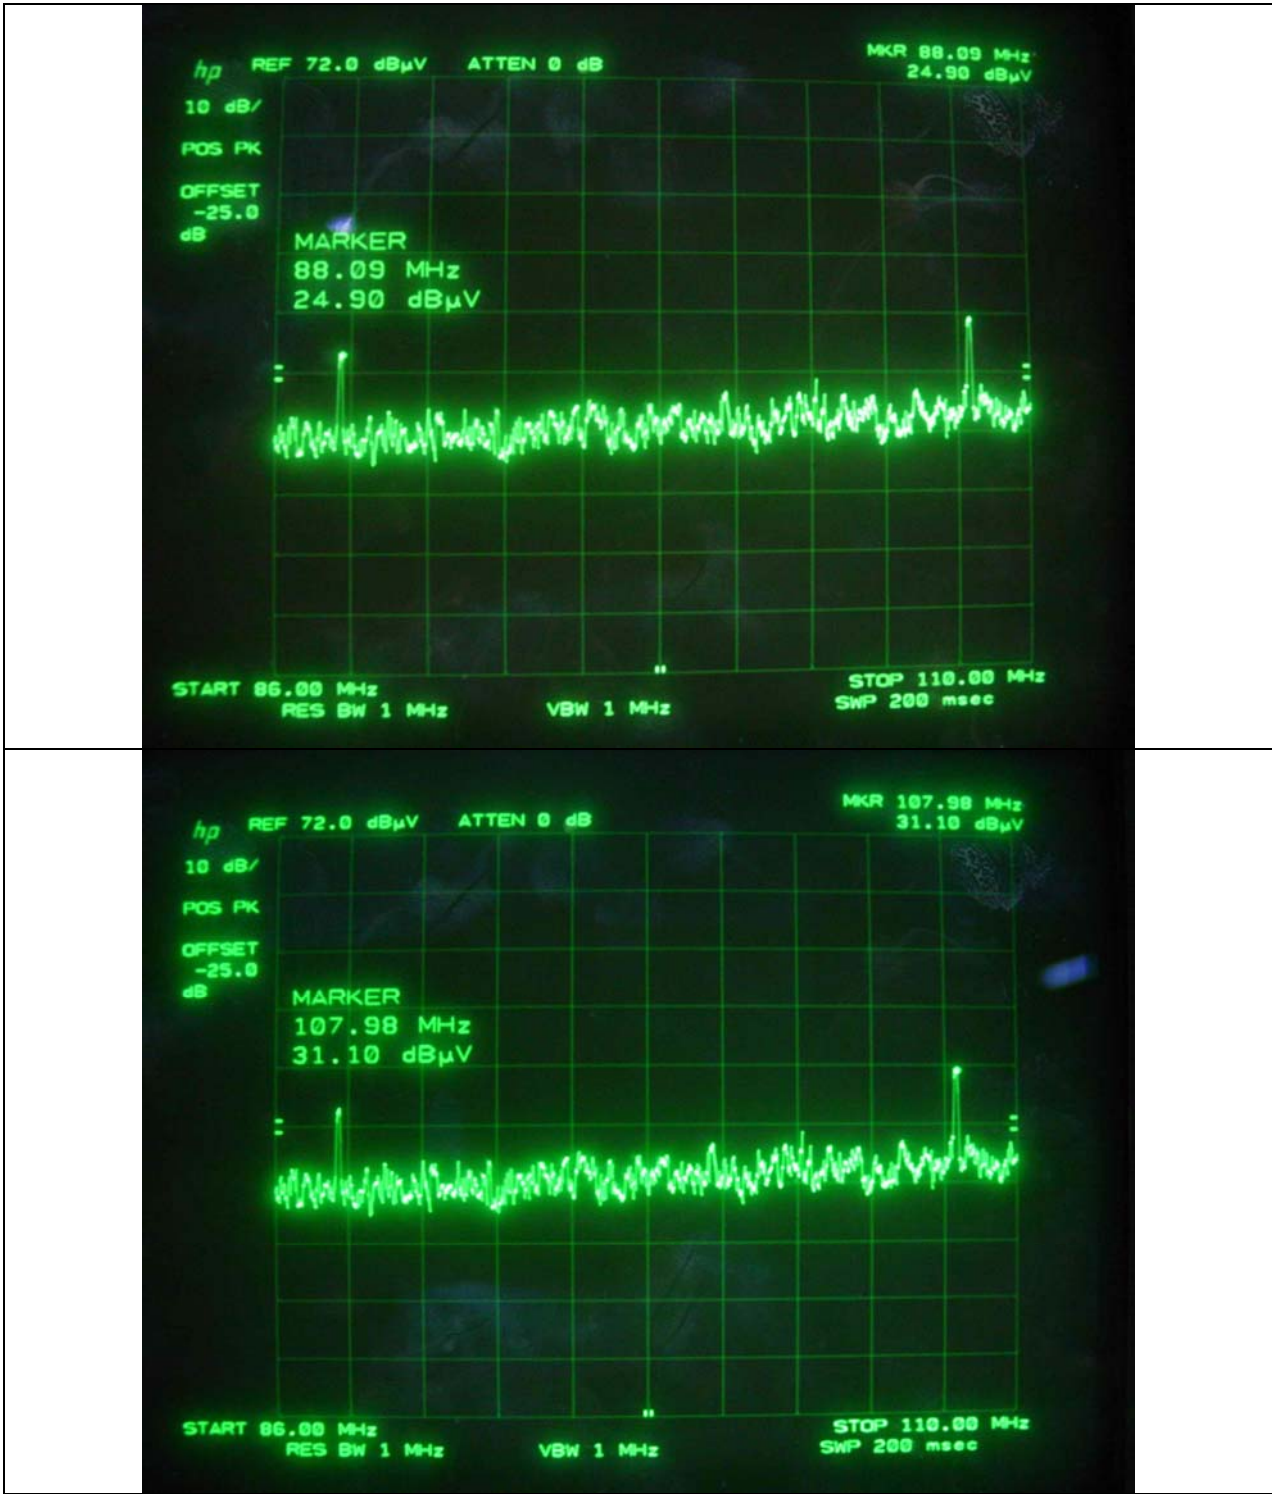 hp REF 72.0 dBµV ATTEN 0 dB MKR 88.09 MHz
24.90 dBµV
10 dB/
POS PK
OFFSET
-25.0
dB
MARKER
88.09 MHz
24.90 dBµV
START 86.00 MHz STOP 110.00 MHz
RES BW 1 MHz VBW 1 MHz SWP 200 msec
hp REF 72.0 dBµV ATTEN 0 dB MKR 107.98 MHz
31.10 dBµV
10 dB/
POS PK
OFFSET
-25.0
dB
MARKER
107.98 MHz
31.10 dBµV
START 86.00 MHz STOP 110.00 MHz
RES BW 1 MHz VBW 1 MHz SWP 200 msec